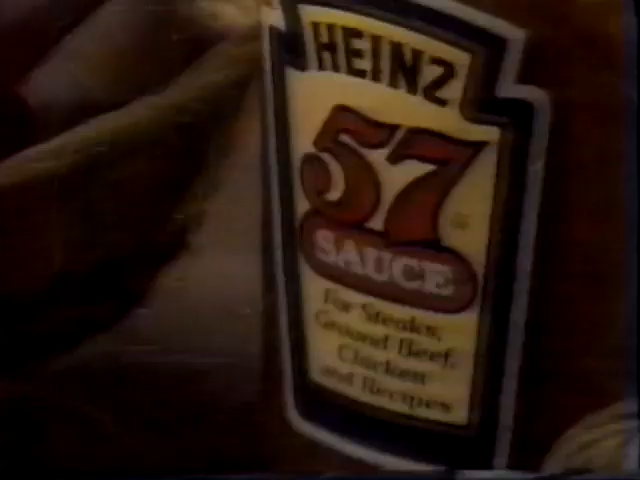 HEINZ
57
SAUCE
For Steaks,
Ground Beef,
Chicken
and Recipes